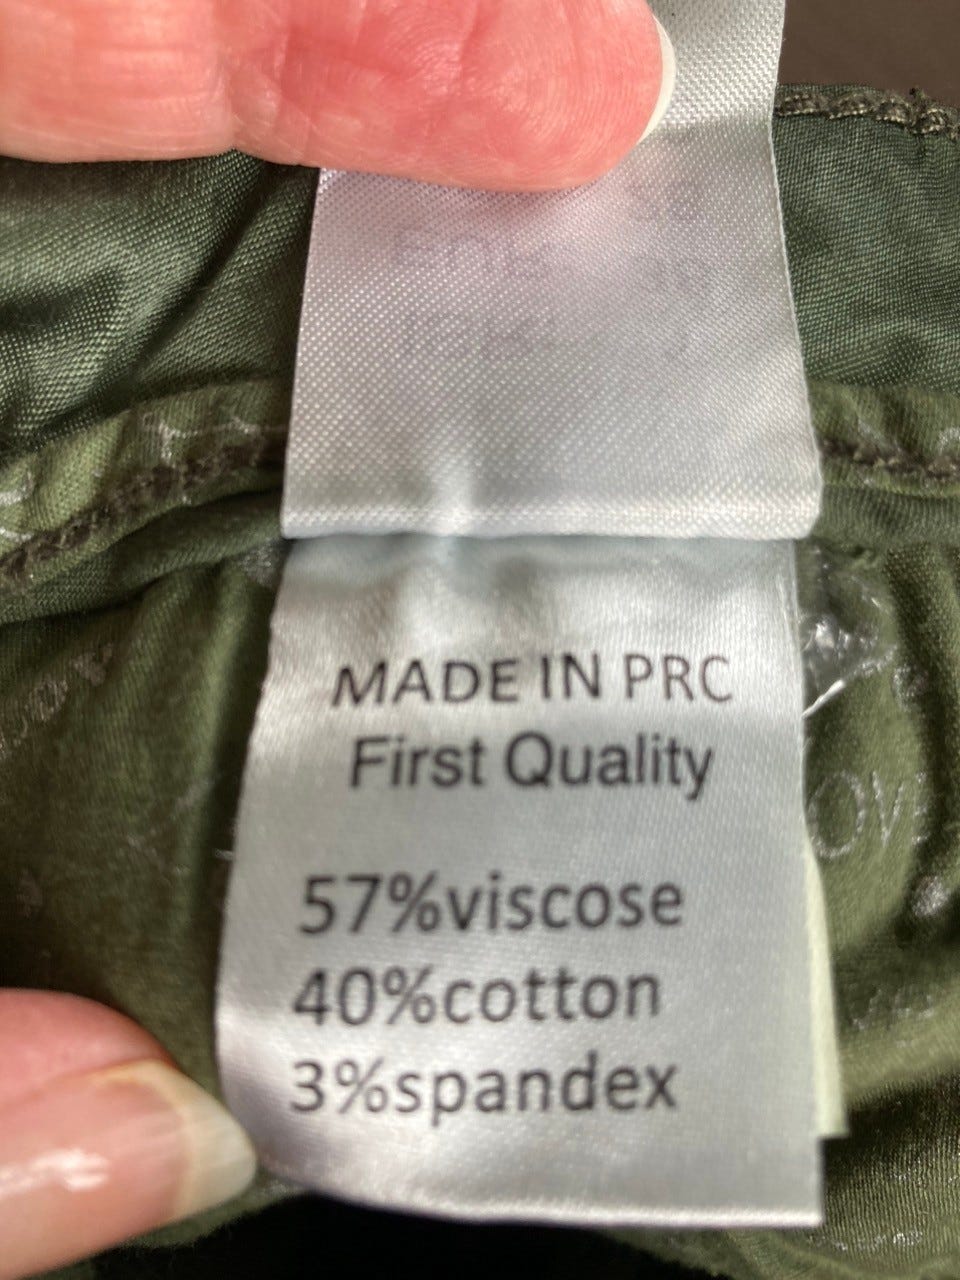 MADE IN PRC
First Quality
57%viscose
40%cotton
3%spandex